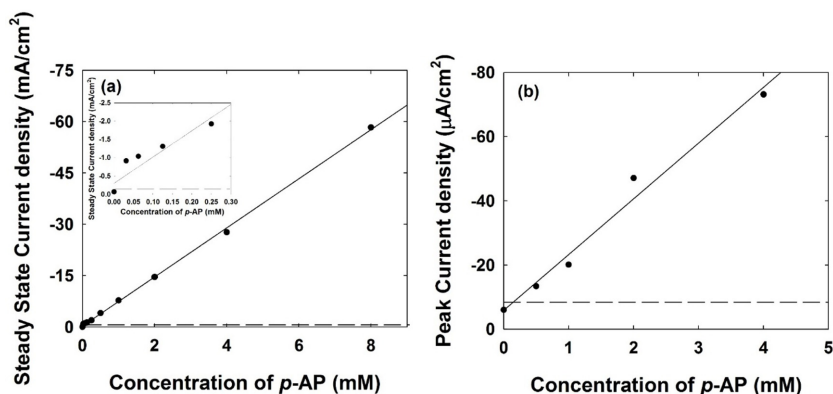 (a)
Steady State Current density (mA/cm²)
-75
-60
-45
-30
-15
0
0
2
4
6
8
Concentration of p-AP (mM)
Steady State Current density (mA/cm²)
-2.5
-2.0
-1.5
-1.0
-0.5
0.0
0.00 0.05 0.10 0.15 0.20 0.25 0.30
Concentration of p-AP (mM)
(b)
Peak Current density (μA/cm²)
-80
-60
-40
-20
0
0 1 2 3 4 5
Concentration of p-AP (mM)